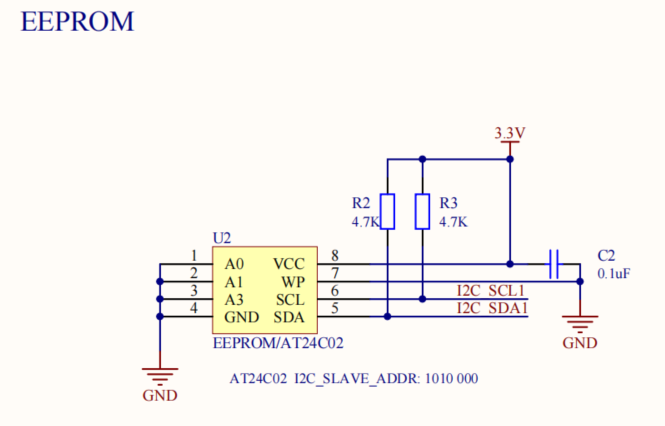 EEPROM
3.3V
R2
4.7K
R3
4.7K
U2
1
2
3
4
A0
A1
A3
GND
VCC
WP
SCL
SDA
8
7
6
5
I2C_SCL1
I2C_SDA1
C2
0.1uF
GND
EEPROM/AT24C02
GND
AT24C02 I2C_SLAVE_ADDR: 1010 000